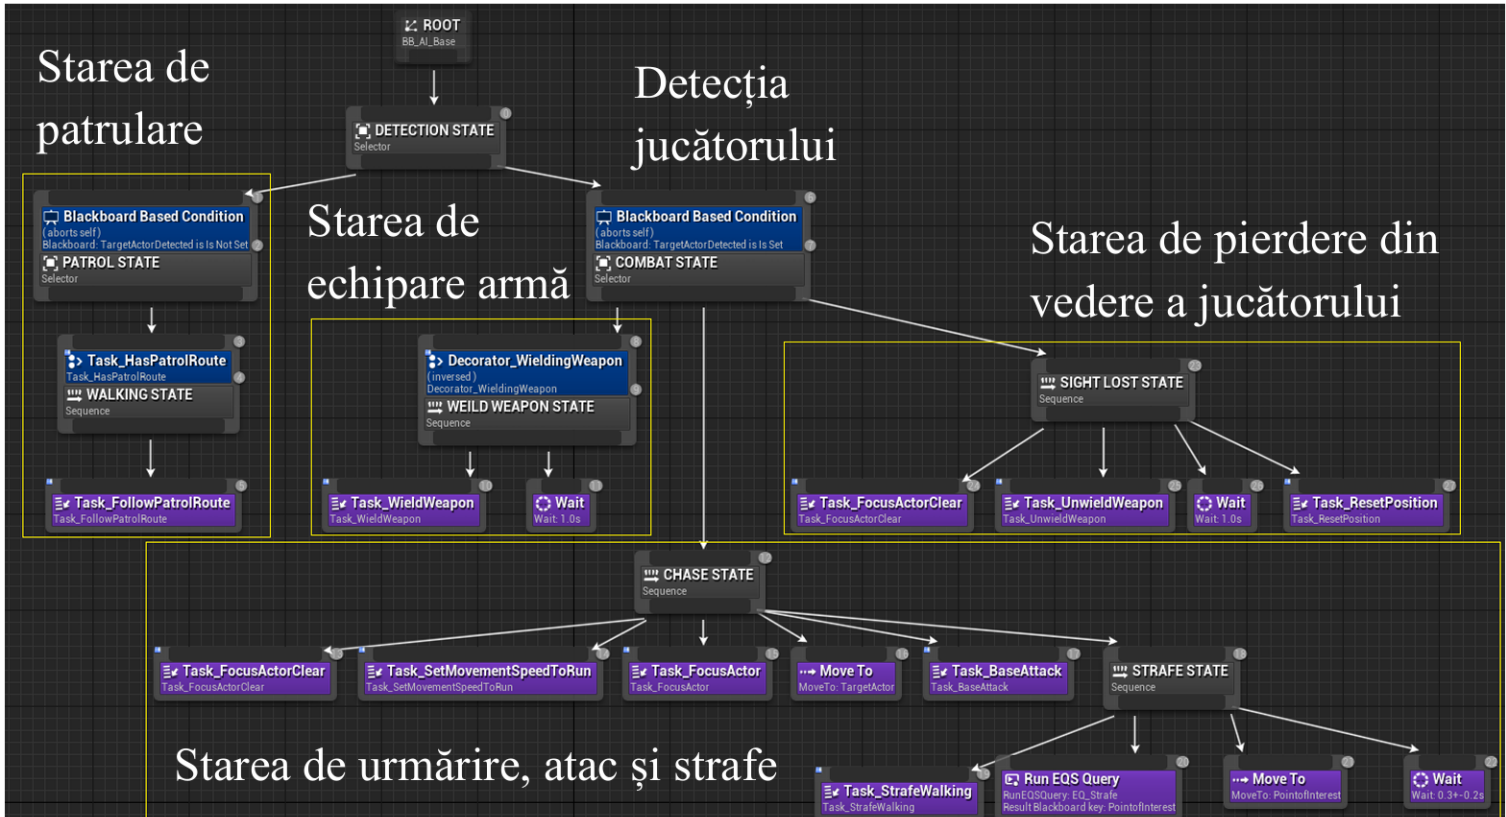 ROOT
BB_AI_Base
Starea de
patrulare
Detecția
jucătorului
DETECTION STATE
Selector
Blackboard Based Condition
( aborts self )
Blackboard: TargetActorDetected is Is Not Set
PATROL STATE
Selector
Starea de
echipare armă
Blackboard Based Condition
( aborts self )
Blackboard: TargetActorDetected is Is Set
COMBAT STATE
Selector
Starea de pierdere din
vedere a jucătorului
Task_HasPatrolRoute
Task_HasPatrolRoute
WALKING STATE
Sequence
Decorator_WieldingWeapon
( inversed )
Decorator_WieldingWeapon
WEILD WEAPON STATE
Sequence
SIGHT LOST STATE
Sequence
Task_FollowPatrolRoute
Task_FollowPatrolRoute
Task_WieldWeapon
Task_WieldWeapon
Wait
Wait: 1.0s
Task_FocusActorClear
Task_FocusActorClear
Task_UnwieldWeapon
Task_UnwieldWeapon
Wait
Wait: 1.0s
Task_ResetPosition
Task_ResetPosition
CHASE STATE
Sequence
Task_FocusActorClear
Task_FocusActorClear
Task_SetMovementSpeedToRun
Task_SetMovementSpeedToRun
Task_FocusActor
Task_FocusActor
Move To
MoveTo: TargetActor
Task_BaseAttack
Task_BaseAttack
STRAFE STATE
Sequence
Starea de urmărire, atac și strafe
Task_StrafeWalking
Task_StrafeWalking
Run EQS Query
RunEQSQuery: EQ_Strafe
Result Blackboard key: PointofInterest
Move To
MoveTo: PointofInterest
Wait
Wait: 0.3+-0.2s